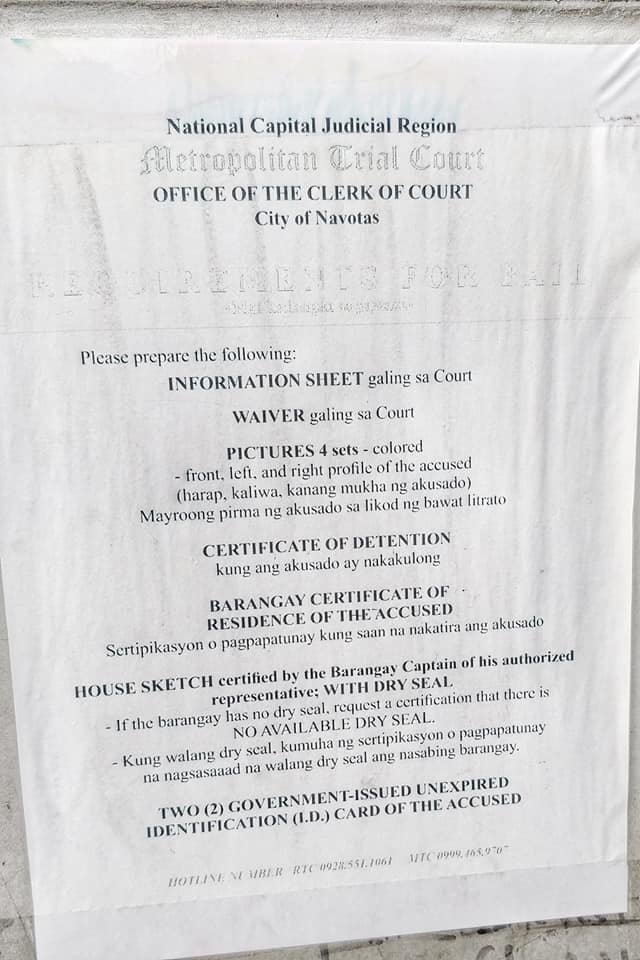 National Capital Judicial Region
Metropolitan Trial Court
OFFICE OF THE CLERK OF COURT
City of Navotas
REQUIREMENTS FOR BAIL
Please prepare the following:
INFORMATION SHEET galing sa Court
WAIVER galing sa Court
PICTURES 4 sets - colored
- front, left, and right profile of the accused
(harap, kaliwa, kanang mukha ng akusado)
Mayroong pirma ng akusado sa likod ng bawat litrato
CERTIFICATE OF DETENTION
kung ang akusado ay nakakulong
BARANGAY CERTIFICATE OF
RESIDENCE OF THE ACCUSED
Sertipikasyon o pagpapatunay kung saan na nakatira ang akusado
HOUSE SKETCH certified by the Barangay Captain of his authorized
representative; WITH DRY SEAL
- If the barangay has no dry seal, request a certification that there is
NO AVAILABLE DRY SEAL.
- Kung walang dry seal, kumuha ng sertipikasyon o pagpapatunay
na nagsasaaad na walang dry seal ang nasabing barangay.
TWO (2) GOVERNMENT-ISSUED UNEXPIRED
IDENTIFICATION (I.D.) CARD OF THE ACCUSED
HOTLINE NUMBER RTC 0928.551.1061 MTC 0999.465.9707